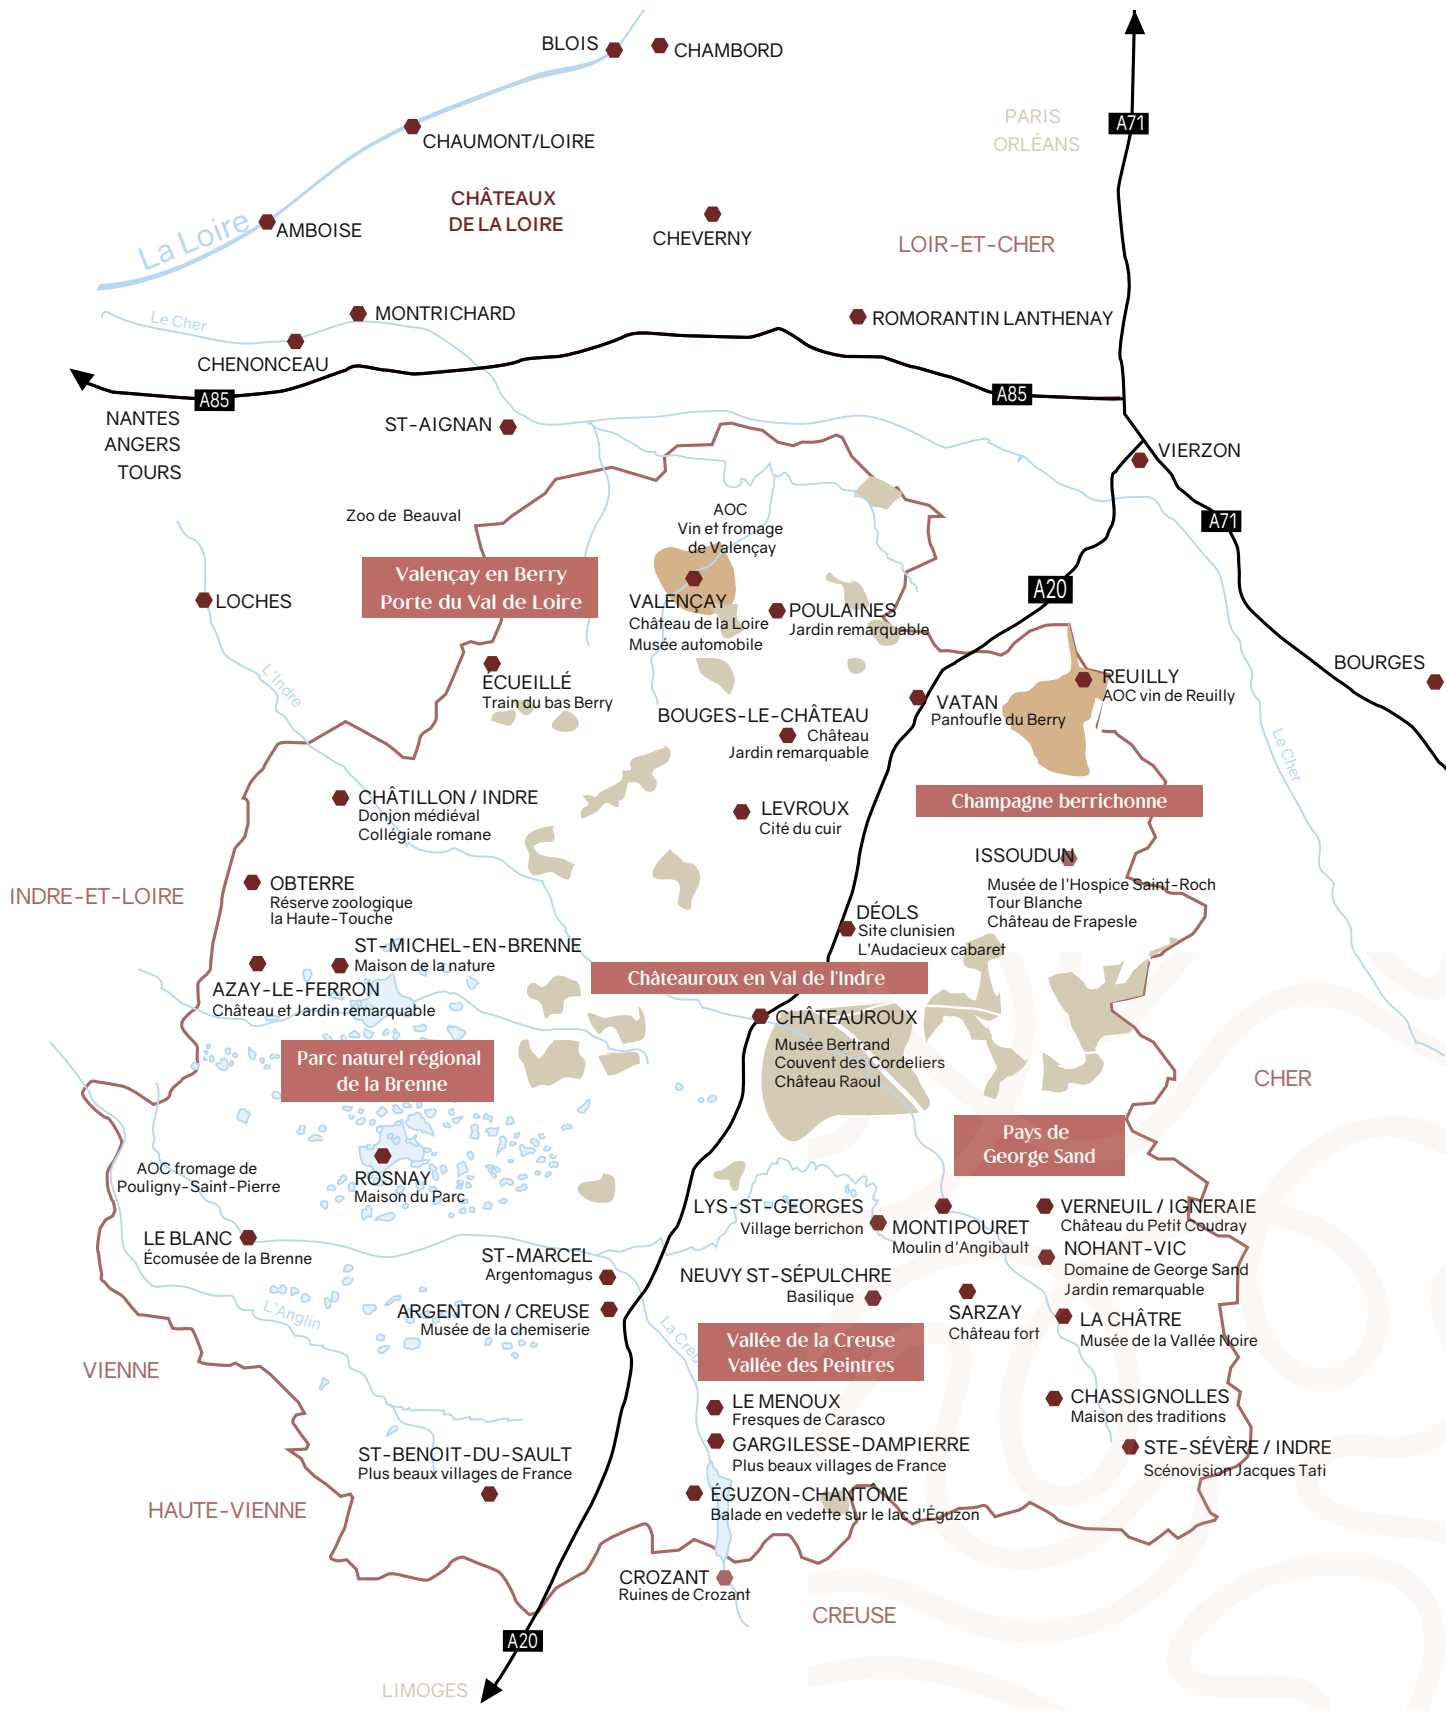 BLOIS
CHAMBORD
PARIS
ORLÉANS
A71
CHAUMONT/LOIRE
CHÂTEAUX
DE LA LOIRE
La Loire
AMBOISE
CHEVERNY
LOIR-ET-CHER
Le Cher
MONTRICHARD
ROMORANTIN LANTHENAY
CHENONCEAU
A85
A85
NANTES
ANGERS
TOURS
ST-AIGNAN
VIERZON
Zoo de Beauval
AOC
Vin et fromage
de Valençay
A71
Valençay en Berry
Porte du Val de Loire
A20
LOCHES
VALENÇAY
Château de la Loire
Musée automobile
POULAINES
Jardin remarquable
L'Indre
ÉCUEILLÉ
Train du bas Berry
BOURGES
REUILLY
AOC vin de Reuilly
VATAN
Pantoufle du Berry
BOUGES-LE-CHÂTEAU
Château
Jardin remarquable
Le Cher
CHÂTILLON / INDRE
Donjon médiéval
Collégiale romane
LEVROUX
Cité du cuir
Champagne berrichonne
ISSOUDUN
Musée de l'Hospice Saint-Roch
Tour Blanche
Château de Frapesle
INDRE-ET-LOIRE
OBTERRE
Réserve zoologique
la Haute-Touche
DÉOLS
Site clunisien
L'Audacieux cabaret
ST-MICHEL-EN-BRENNE
Maison de la nature
AZAY-LE-FERRON
Château et Jardin remarquable
Châteauroux en Val de l'Indre
CHÂTEAUROUX
Musée Bertrand
Couvent des Cordeliers
Château Raoul
Parc naturel régional
de la Brenne
CHER
Pays de
George Sand
AOC fromage de
Pouligny-Saint-Pierre
ROSNAY
Maison du Parc
LE BLANC
Écomusée de la Brenne
LYS-ST-GEORGES
Village berrichon
MONTIPOURET
Moulin d'Angibault
VERNEUIL / IGNERAIE
Château du Petit Coudray
NOHANT-VIC
Domaine de George Sand
Jardin remarquable
ST-MARCEL
Argentomagus
NEUVY ST-SÉPULCHRE
Basilique
ARGENTON / CREUSE
Musée de la chemiserie
SARZAY
Château fort
LA CHÂTRE
Musée de la Vallée Noire
L'Anglin
La Creu
Vallée de la Creuse
Vallée des Peintres
VIENNE
LE MENOUX
Fresques de Carasco
CHASSIGNOLLES
Maison des traditions
GARGILESSE-DAMPIERRE
Plus beaux villages de France
STE-SÉVÈRE / INDRE
Scénovision Jacques Tati
ST-BENOIT-DU-SAULT
Plus beaux villages de France
HAUTE-VIENNE
ÉGUZON-CHANTÔME
Balade en vedette sur le lac d'Éguzon
CROZANT
Ruines de Crozant
CREUSE
A20
LIMOGES